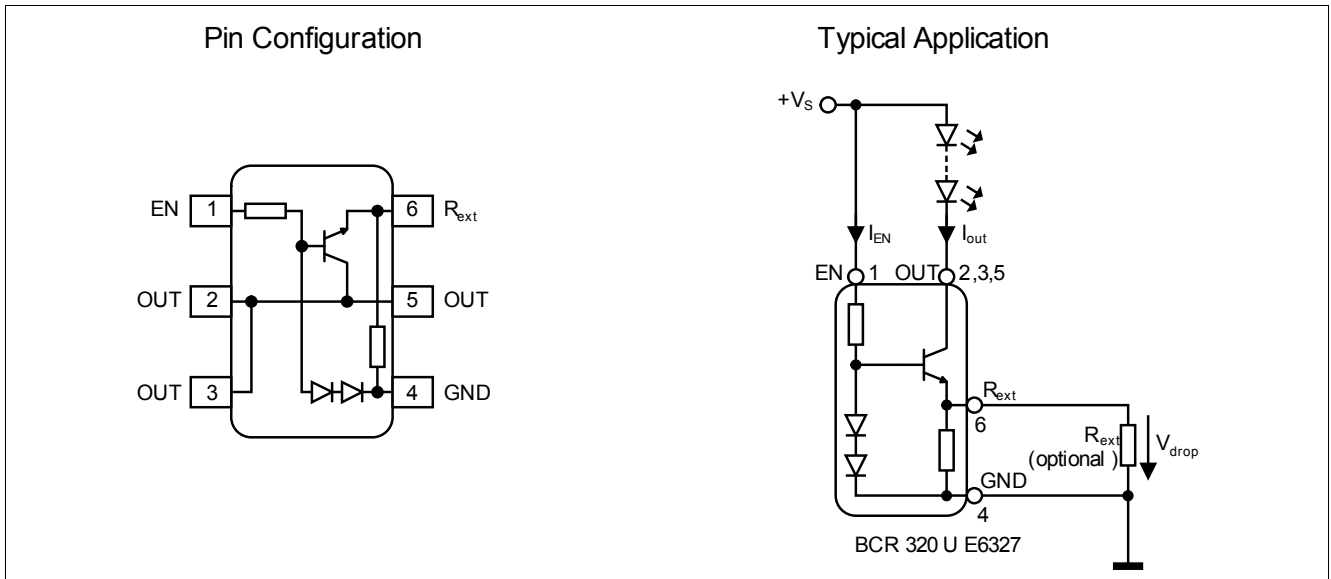 Pin Configuration
EN 1
6 Rext
OUT 2
5 OUT
OUT 3
4 GND
Typical Application
+VS
IEN
Iout
EN 1 OUT 2,3,5
Rext
6
Rext
(optional )
Vdrop
GND
4
BCR 320 U E6327